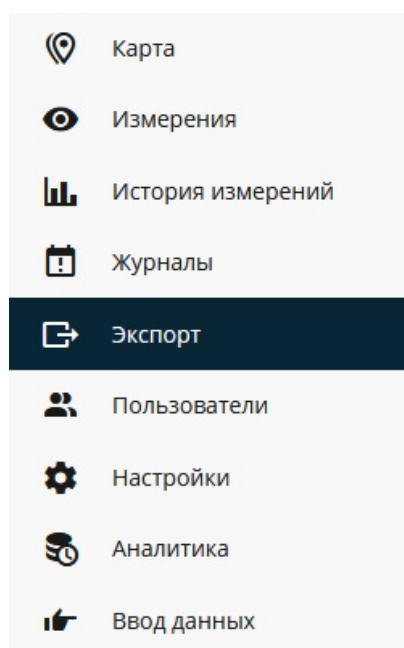 Карта
Измерения
История измерений
Журналы
Экспорт
Пользователи
Настройки
Аналитика
Ввод данных